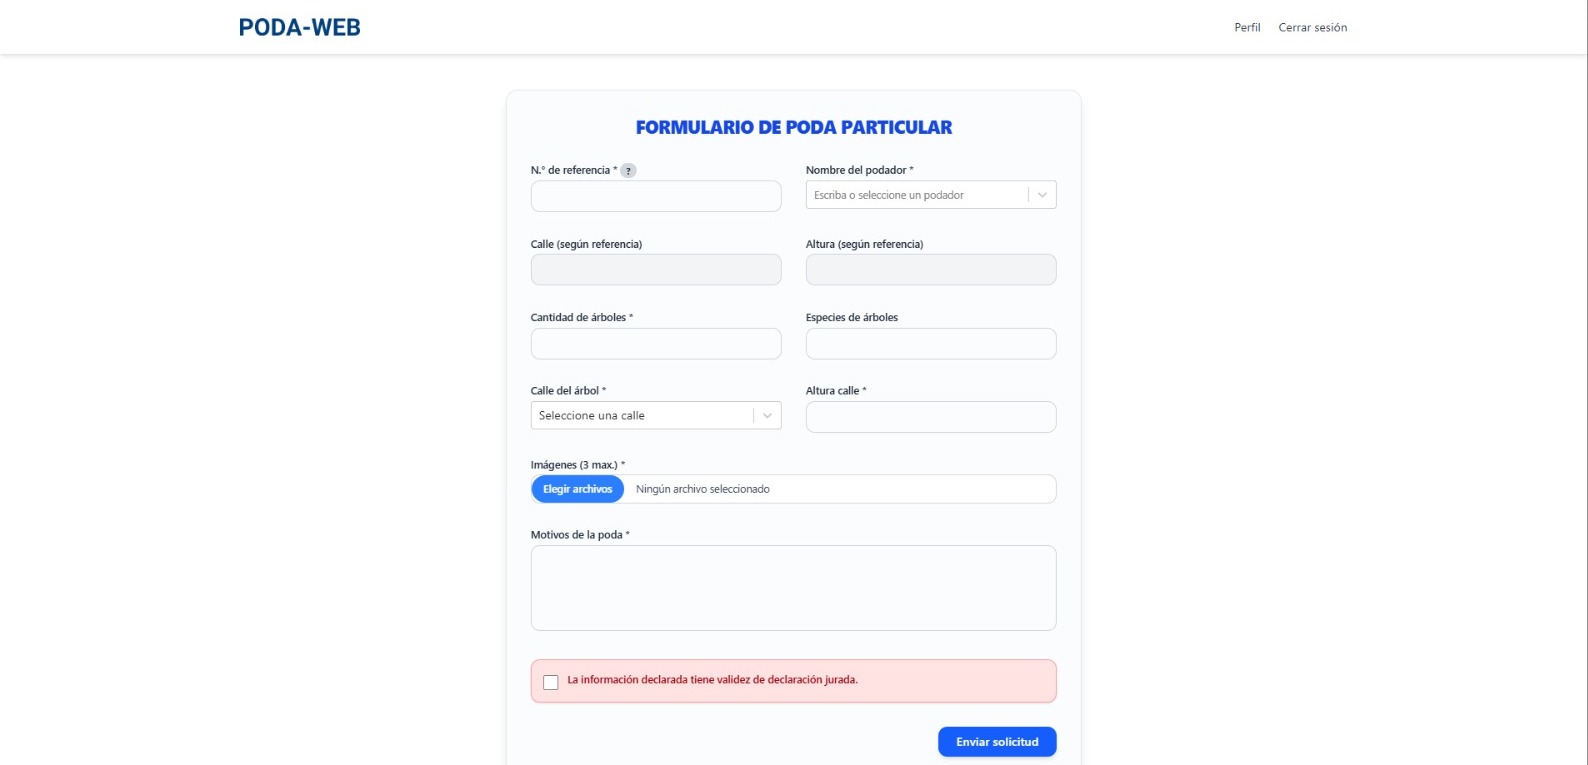 PODA-WEB
Perfil
Cerrar sesión
FORMULARIO DE PODA PARTICULAR
N.° de referencia * ?
Nombre del podador *
Escriba o seleccione un podador
Calle (según referencia)
Altura (según referencia)
Cantidad de árboles *
Especies de árboles
Calle del árbol *
Seleccione una calle
Altura calle *
Imágenes (3 max.) *
Elegir archivos
Ningún archivo seleccionado
Motivos de la poda *
La información declarada tiene validez de declaración jurada.
Enviar solicitud